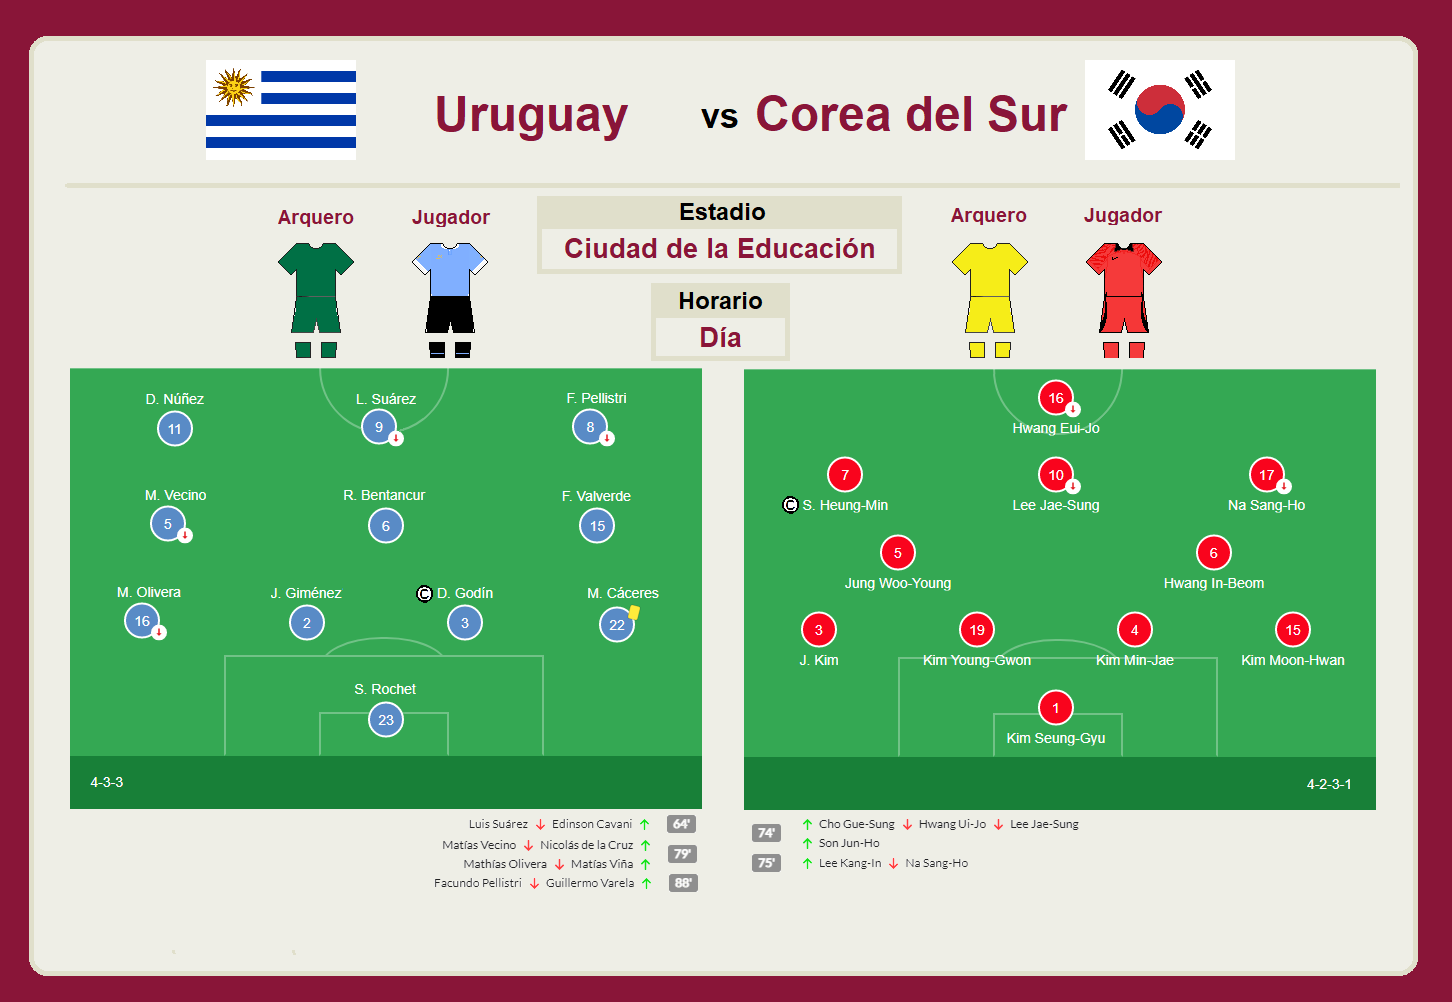 Uruguay vs Corea del Sur
Arquero Jugador
Estadio
Ciudad de la Educación
Horario
Día
Arquero Jugador
D. Núñez L. Suárez F. Pellistri
11 9 8
M. Vecino R. Bentancur F. Valverde
5 6 15
M. Olivera J. Giménez C D. Godín M. Cáceres
16 2 3 22
S. Rochet
23
4-3-3
16
Hwang Eui-Jo
7 10 17
C S. Heung-Min Lee Jae-Sung Na Sang-Ho
5 6
Jung Woo-Young Hwang In-Beom
3 19 4 15
J. Kim Kim Young-Gwon Kim Min-Jae Kim Moon-Hwan
1
Kim Seung-Gyu
4-2-3-1
Luis Suárez ↓ Edinson Cavani ↑ 64'
Matías Vecino ↓ Nicolás de la Cruz ↑ 79'
Mathías Olivera ↓ Matías Viña ↑
Facundo Pellistri ↓ Guillermo Varela ↑ 88'
74' ↑ Cho Gue-Sung ↓ Hwang Ui-Jo ↓ Lee Jae-Sung
↑ Son Jun-Ho
75' ↑ Lee Kang-In ↓ Na Sang-Ho